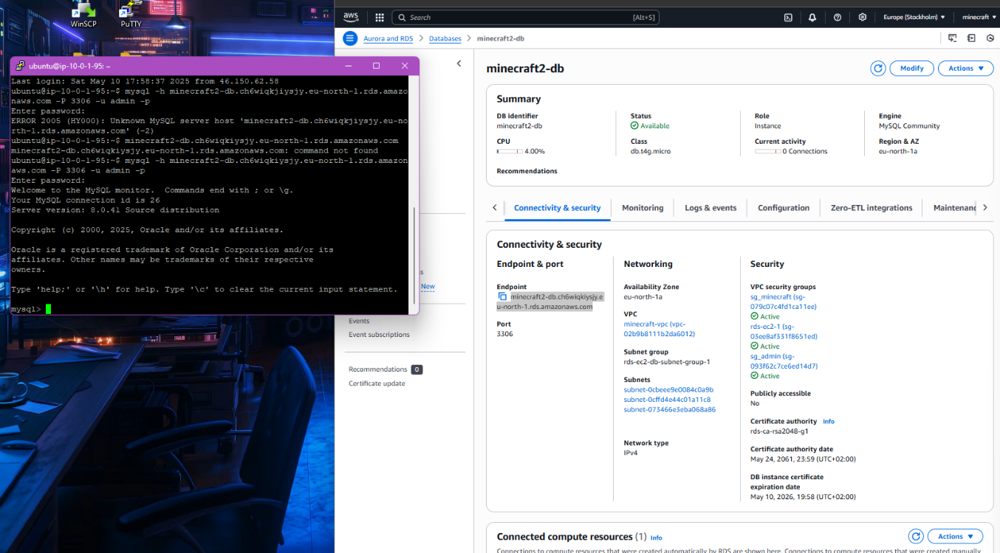 WinSCP
PuTTY
ubuntu@ip-10-0-1-95: ~
Last login: Sat May 10 17:58:37 2025 from 46.150.62.58
ubuntu@ip-10-0-1-95:~$ mysql -h minecraft2-db.ch6wiqkjiysjy.eu-north-1.rds.amazo
naws.com -P 3306 -u admin -p
Enter password:
ERROR 2005 (HY000): Unknown MySQL server host 'minecraft2-db.ch6wiqkjiysjy.eu-no
rth-1.rds.amazonaws.com' (-2)
ubuntu@ip-10-0-1-95:~$ minecraft2-db.ch6wiqkiysjy.eu-north-1.rds.amazonaws.com
minecraft2-db.ch6wiqkiysjy.eu-north-1.rds.amazonaws.com: command not found
ubuntu@ip-10-0-1-95:~$ mysql -h minecraft2-db.ch6wiqkiysjy.eu-north-1.rds.amazon
aws.com -P 3306 -u admin -p
Enter password:
Welcome to the MySQL monitor.  Commands end with ; or \g.
Your MySQL connection id is 26
Server version: 8.0.41 Source distribution
Copyright (c) 2000, 2025, Oracle and/or its affiliates.
Oracle is a registered trademark of Oracle Corporation and/or its
affiliates. Other names may be trademarks of their respective
owners.
Type 'help;' or '\h' for help. Type '\c' to clear the current input statement.
mysql>
aws
Search
[Alt+S]
Europe (Stockholm)
minecraft
Aurora and RDS
Databases
minecraft2-db
New
Events
Event subscriptions
Recommendations 0
Certificate update
minecraft2-db
Modify
Actions
Summary
DB identifier
minecraft2-db
Status
Available
Role
Instance
Engine
MySQL Community
CPU
4.00%
Class
db.t4g.micro
Current activity
0 Connections
Region & AZ
eu-north-1a
Recommendations
Connectivity & security
Monitoring
Logs & events
Configuration
Zero-ETL integrations
Maintenanc
Connectivity & security
Endpoint & port
Endpoint
minecraft2-db.ch6wiqkiysjy.e
u-north-1.rds.amazonaws.com
Port
3306
Networking
Availability Zone
eu-north-1a
VPC
minecraft-vpc (vpc-
02b9b8111b2da6012)
Subnet group
rds-ec2-db-subnet-group-1
Subnets
subnet-0cbeee9e0084c0a9b
subnet-0cffd4e44c01a11c8
subnet-073466e3eba068a86
Network type
IPv4
Security
VPC security groups
sg_minecraft (sg-
079c07c4fd1ca11ee)
Active
rds-ec2-1 (sg-
03ee8af331f8651ed)
Active
sg_admin (sg-
093f62c7ce6ed14d7)
Active
Publicly accessible
No
Certificate authority Info
rds-ca-rsa2048-g1
Certificate authority date
May 24, 2061, 23:59 (UTC+02:00)
DB instance certificate
expiration date
May 10, 2026, 19:58 (UTC+02:00)
Connected compute resources (1) Info
Actions
Connections to compute resources that were created automatically by RDS are shown here. Connections to compute resources that were created manually